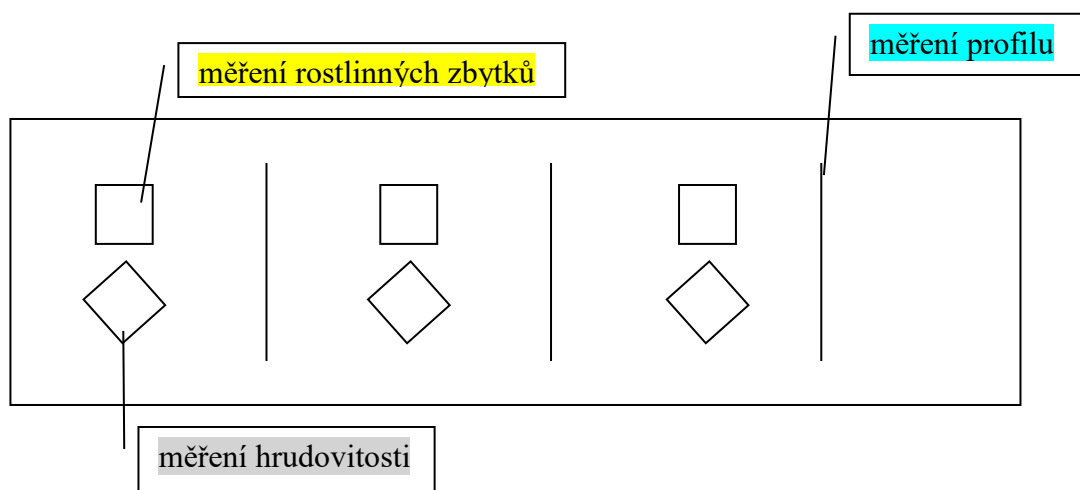 měření profilu
měření rostlinných zbytků
měření hrudovitosti